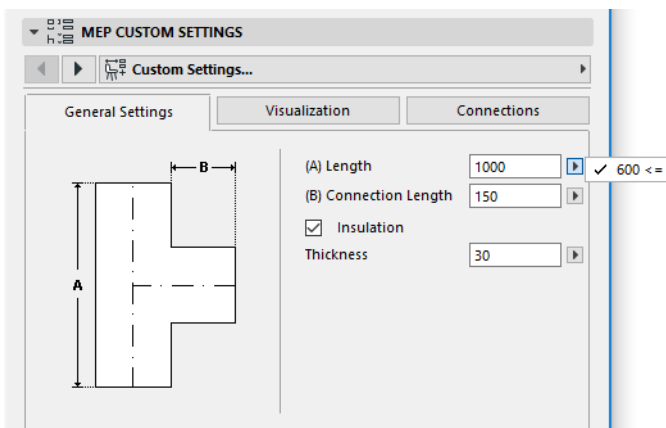 MEP CUSTOM SETTINGS
Custom Settings...
General Settings Visualization Connections
B
(A) Length 1000 600 <=
(B) Connection Length 150
Insulation
A
Thickness 30